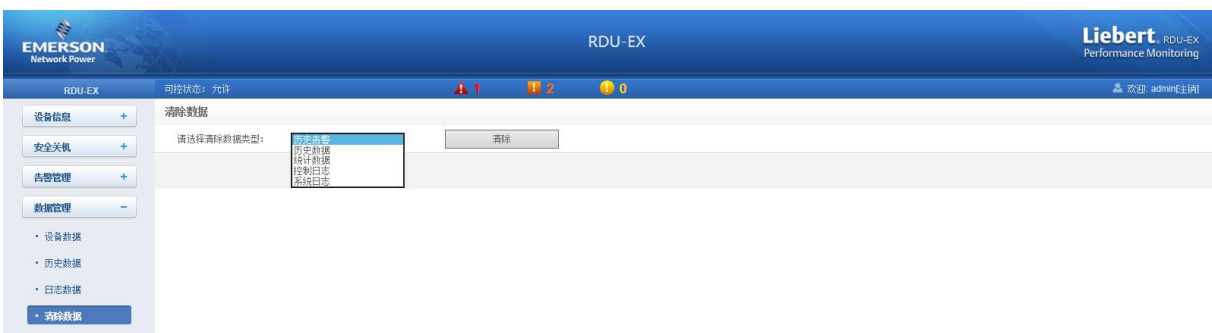 EMERSON
Network Power
RDU-EX
Liebert. RDU-EX
Performance Monitoring
RDU-EX
可控状态：允许
1
2
0
欢迎: admin[注销]
设备信息 +
安全关机 +
告警管理 +
数据管理 −
• 设备数据
• 历史数据
• 日志数据
• 清除数据
清除数据
请选择清除数据类型：
历史告警
历史数据
统计数据
控制日志
系统日志
清除